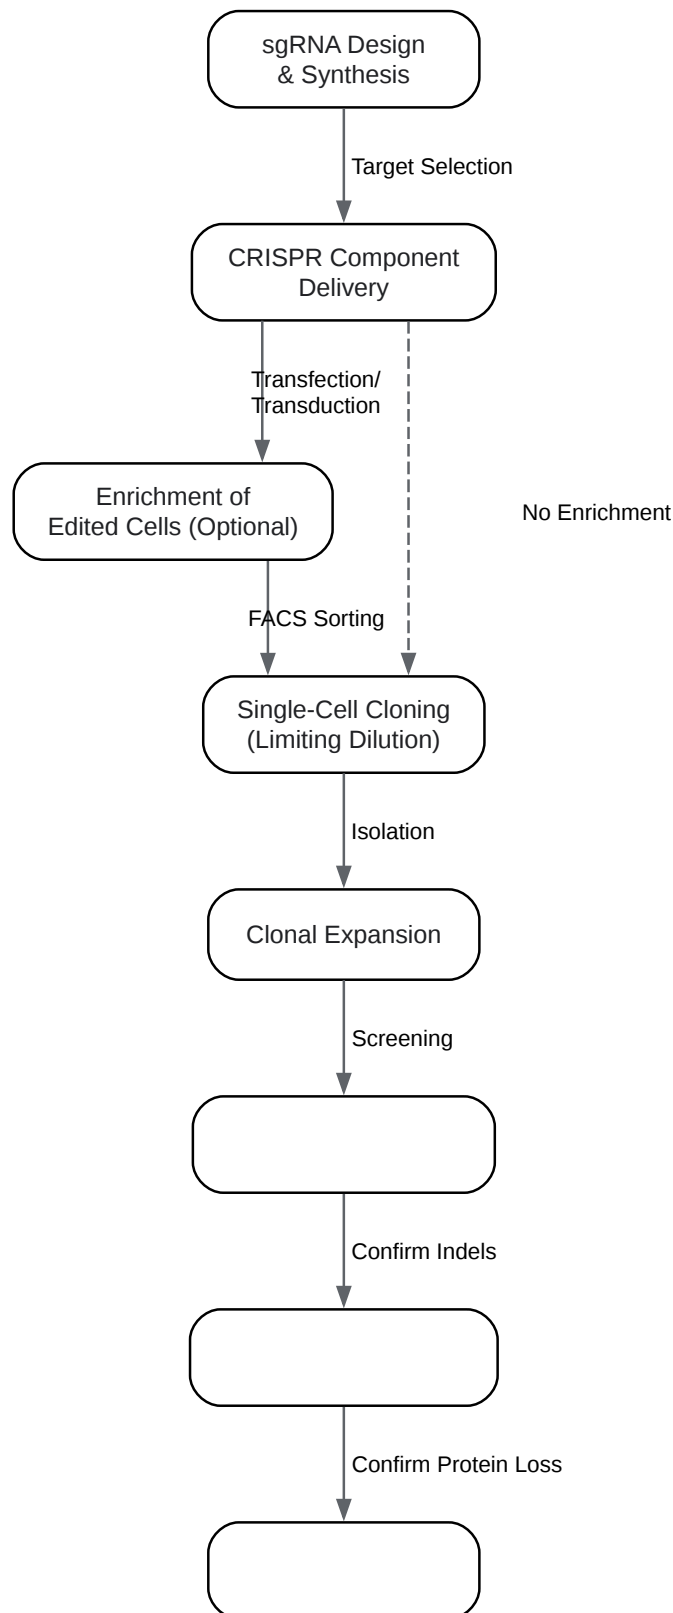 sgRNA Design
& Synthesis
Target Selection
CRISPR Component
Delivery
Transfection/
Transduction
Enrichment of
Edited Cells (Optional)
No Enrichment
FACS Sorting
Single-Cell Cloning
(Limiting Dilution)
Isolation
Clonal Expansion
Screening
Confirm Indels
Confirm Protein Loss